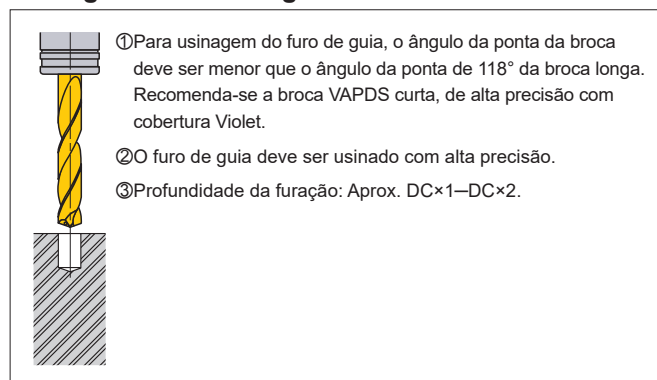 ①Para usinagem do furo de guia, o ângulo da ponta da broca
deve ser menor que o ângulo da ponta de 118° da broca longa.
Recomenda-se a broca VAPDS curta, de alta precisão com
cobertura Violet.
②O furo de guia deve ser usinado com alta precisão.
③Profundidade da furação: Aprox. DC×1─DC×2.